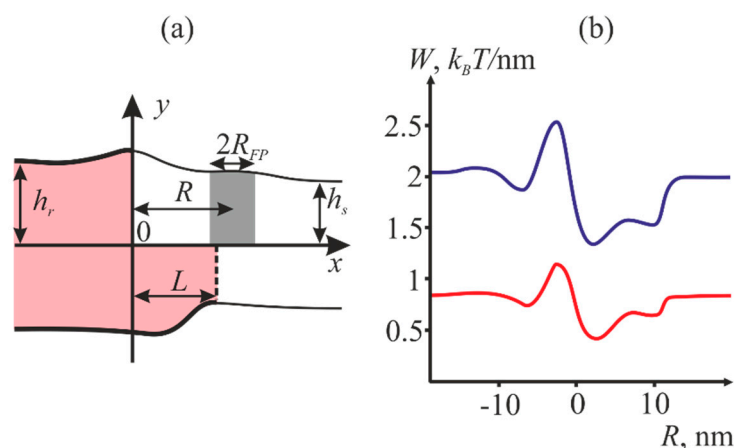 (a)
y
2R_FP
R
h_r
h_s
0
x
L
(b)
W, k_BT/nm
2.5
2
1.5
1
0.5
-10 0 10
R, nm